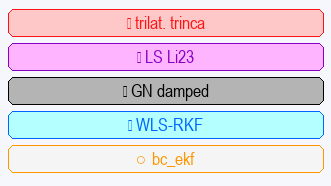 ▯ trilat. trinca
▯ LS Li23
▯ GN damped
▯ WLS-RKF
○ bc_ekf